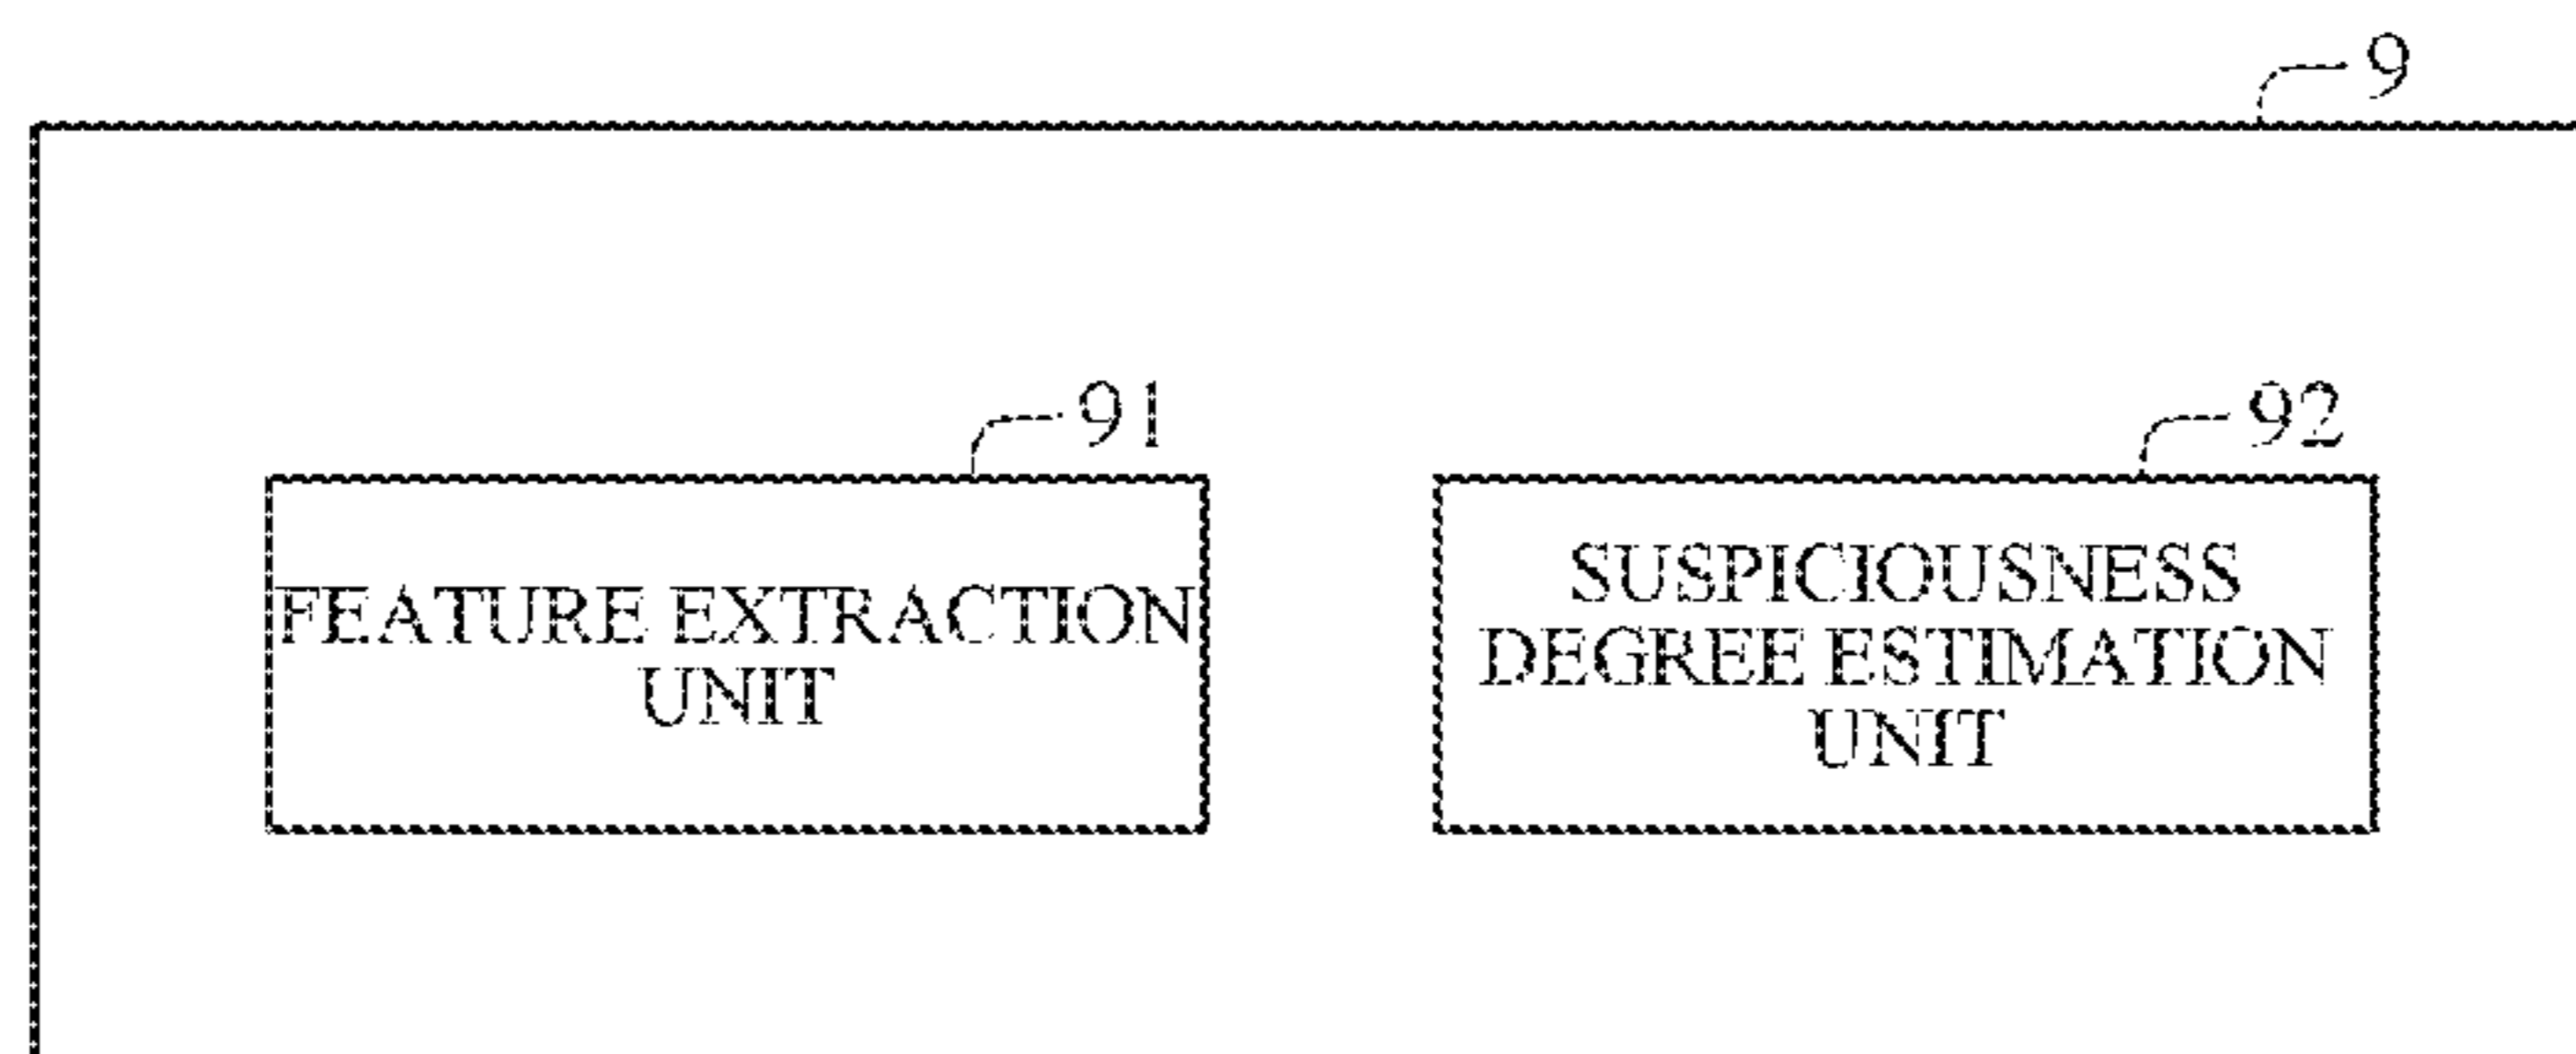 9
91
92
FEATURE EXTRACTION
UNIT
SUSPICIOUSNESS
DEGREE ESTIMATION
UNIT